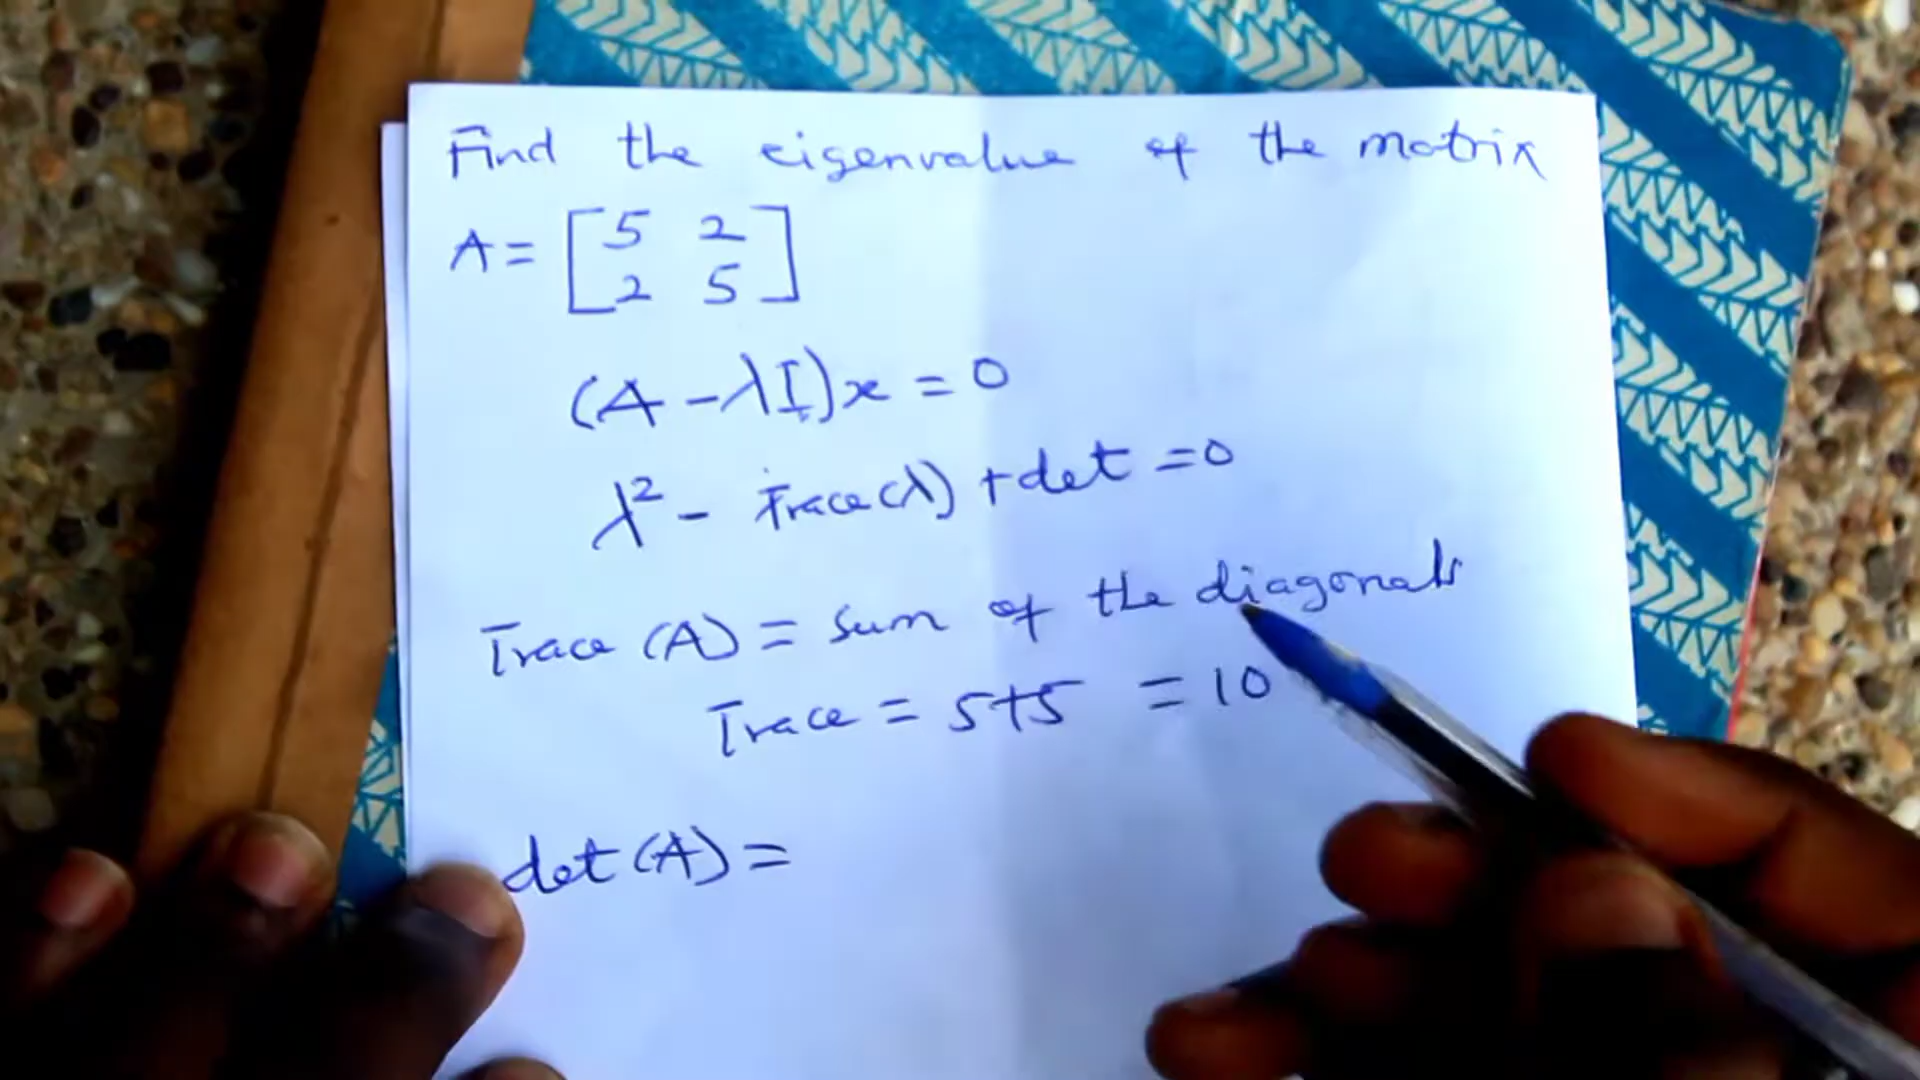 Find the eigenvalue of the matrix
A = [5 2
2 5]
(A - λI)x = 0
λ² - Trace(λ) + det = 0
Trace (A) = sum of the diagonals
Trace = 5+5 = 10
det (A) =